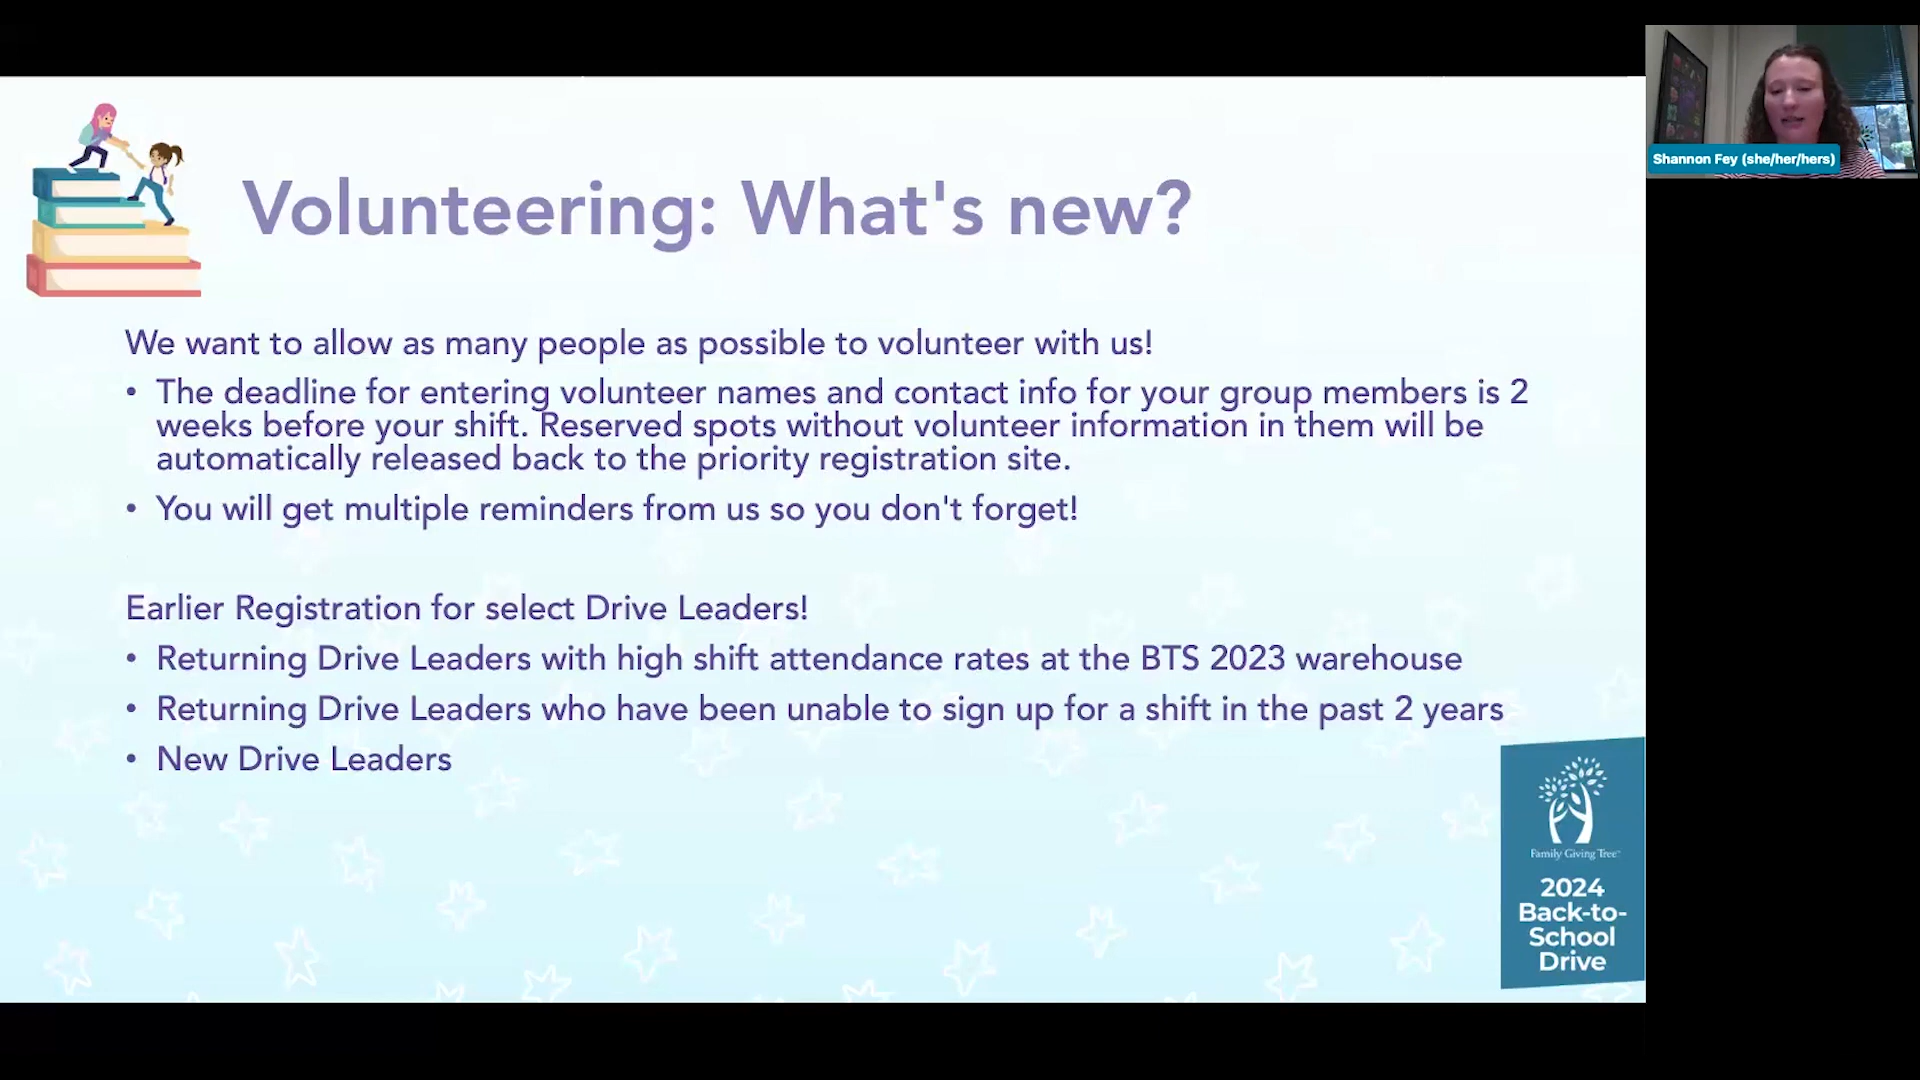 Shannon Fey (she/her/hers)
Volunteering: What's new?
We want to allow as many people as possible to volunteer with us!
• The deadline for entering volunteer names and contact info for your group members is 2
weeks before your shift. Reserved spots without volunteer information in them will be
automatically released back to the priority registration site.
• You will get multiple reminders from us so you don't forget!
Earlier Registration for select Drive Leaders!
• Returning Drive Leaders with high shift attendance rates at the BTS 2023 warehouse
• Returning Drive Leaders who have been unable to sign up for a shift in the past 2 years
• New Drive Leaders
Family Giving Tree™
2024
Back-to-
School
Drive